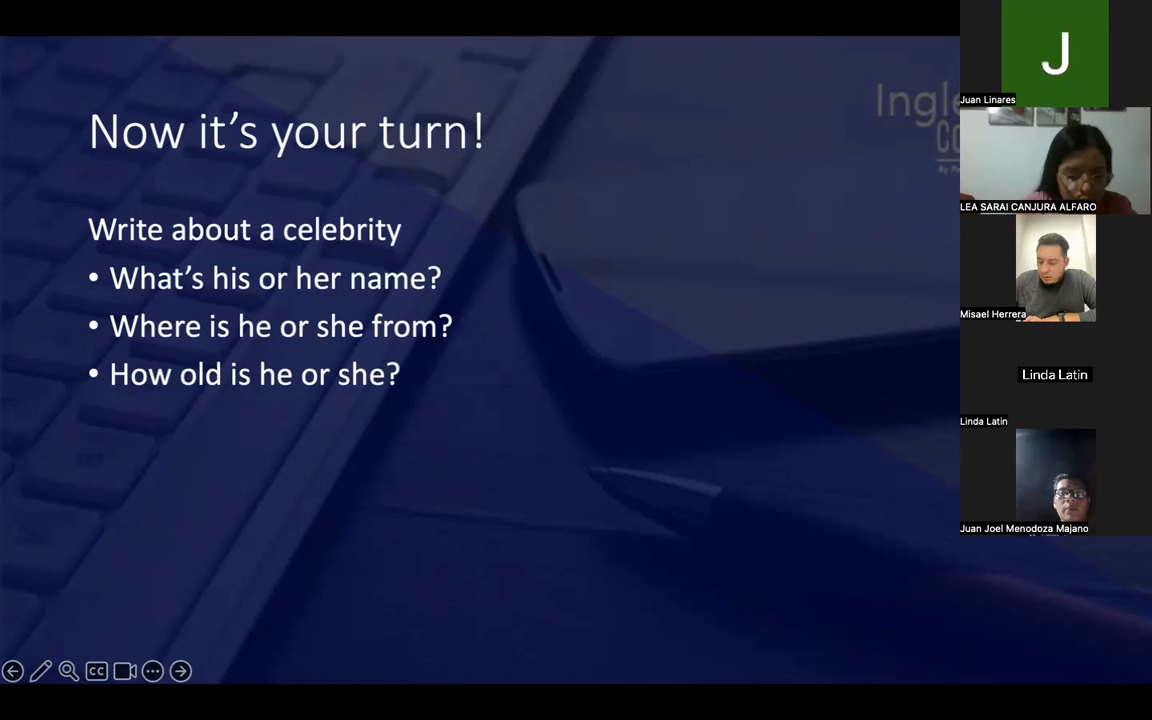 Now it's your turn!
Write about a celebrity
• What's his or her name?
• Where is he or she from?
• How old is he or she?
Ingle
CC
J
Juan Linares
LEA SARAI CANJURA ALFARO
Misael Herrera
Linda Latin
Linda Latin
Juan Joel Menodoza Majano